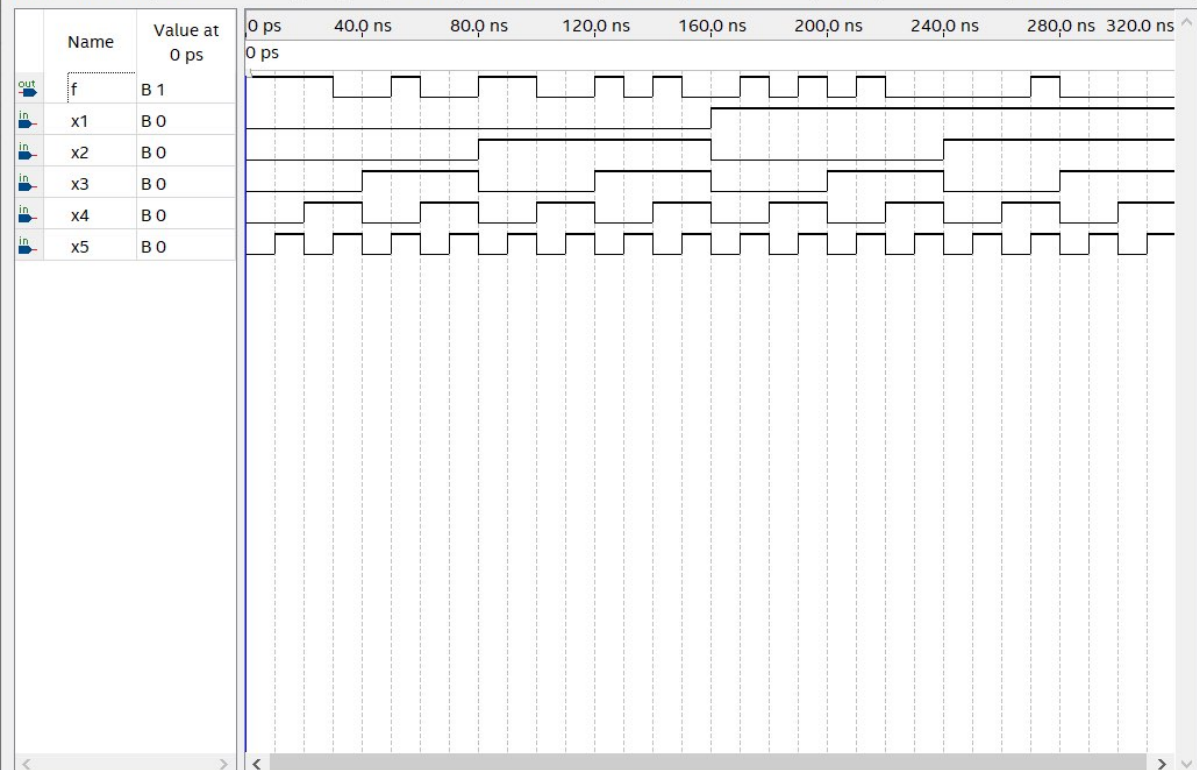 Name Value at 0 ps
0 ps 40.0 ns 80.0 ns 120.0 ns 160.0 ns 200.0 ns 240.0 ns 280.0 ns 320.0 ns
0 ps
out f B 1
in x1 B 0
in x2 B 0
in x3 B 0
in x4 B 0
in x5 B 0